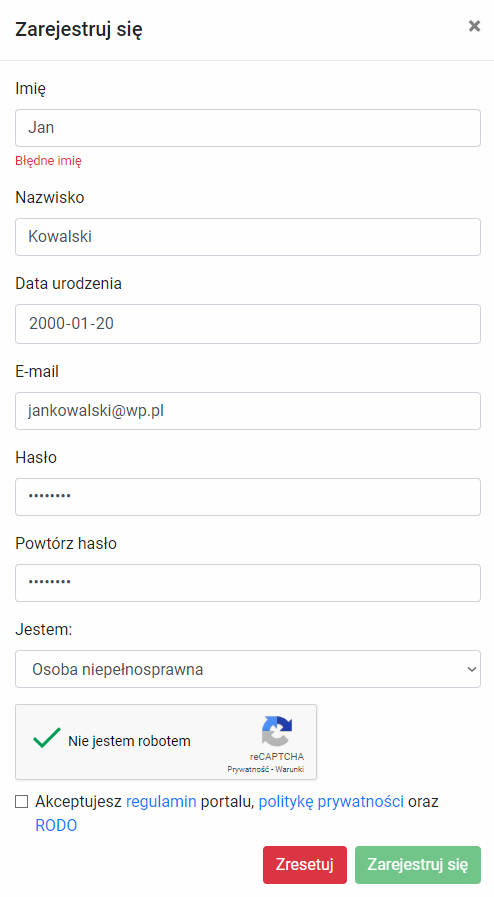 Zarejestruj się ×
Imię
Jan
Błędne imię
Nazwisko
Kowalski
Data urodzenia
2000-01-20
E-mail
jankowalski@wp.pl
Hasło
••••••••
Powtórz hasło
••••••••
Jestem:
Osoba niepełnosprawna
Nie jestem robotem
reCAPTCHA
Prywatność - Warunki
Akceptujesz regulamin portalu, politykę prywatności oraz
RODO
Zresetuj Zarejestruj się